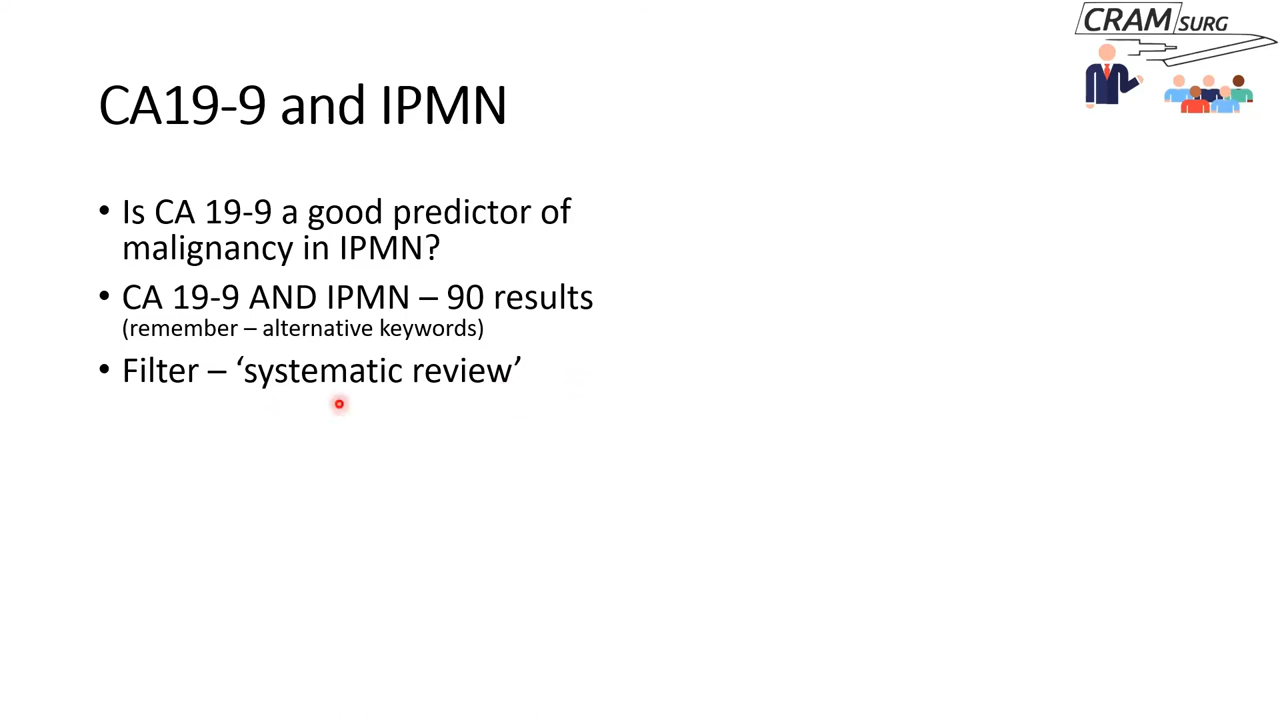 CRAM SURG
CA19-9 and IPMN
• Is CA 19-9 a good predictor of
malignancy in IPMN?
• CA 19-9 AND IPMN – 90 results
(remember – alternative keywords)
• Filter – ‘systematic review’